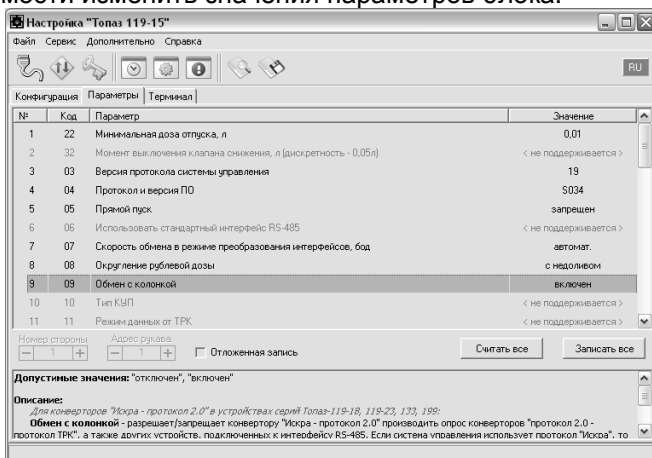 мости изменить значения параметров блока.
Настройка "Топаз 119-15"
Файл Сервис Дополнительно Справка
RU
Конфигурация Параметры Терминал
№ Код Параметр Значение
1 22 Минимальная доза отпуска, л 0,01
2 32 Момент выключения клапана снижения, л (дискретность - 0,05л) < не поддерживается >
3 03 Версия протокола системы управления 19
4 04 Протокол и версия ПО S034
5 05 Прямой пуск запрещен
6 06 Использовать стандартный интерфейс RS-485 < не поддерживается >
7 07 Скорость обмена в режиме преобразования интерфейсов, бод автомат.
8 08 Округление рублевой дозы с недоливом
9 09 Обмен с колонкой включен
10 10 Тип КУП < не поддерживается >
11 11 Режим данных от ТРК < не поддерживается >
Номер стороны Адрес рукава
1 1 Отложенная запись Считать все Записать все
Допустимые значения: "отключен", "включен"
Описание:
Для конверторов "Искра - протокол 2.0" в устройствах серий Топаз-119-18, 119-23, 133, 199:
Обмен с колонкой - разрешает/запрещает конвертору "Искра - протокол 2.0" производить опрос конверторов "протокол 2.0 -
протокол ТРК", а также других устройств, подключенных к интерфейсу RS-485. Если система управления использует протокол "Искра", то